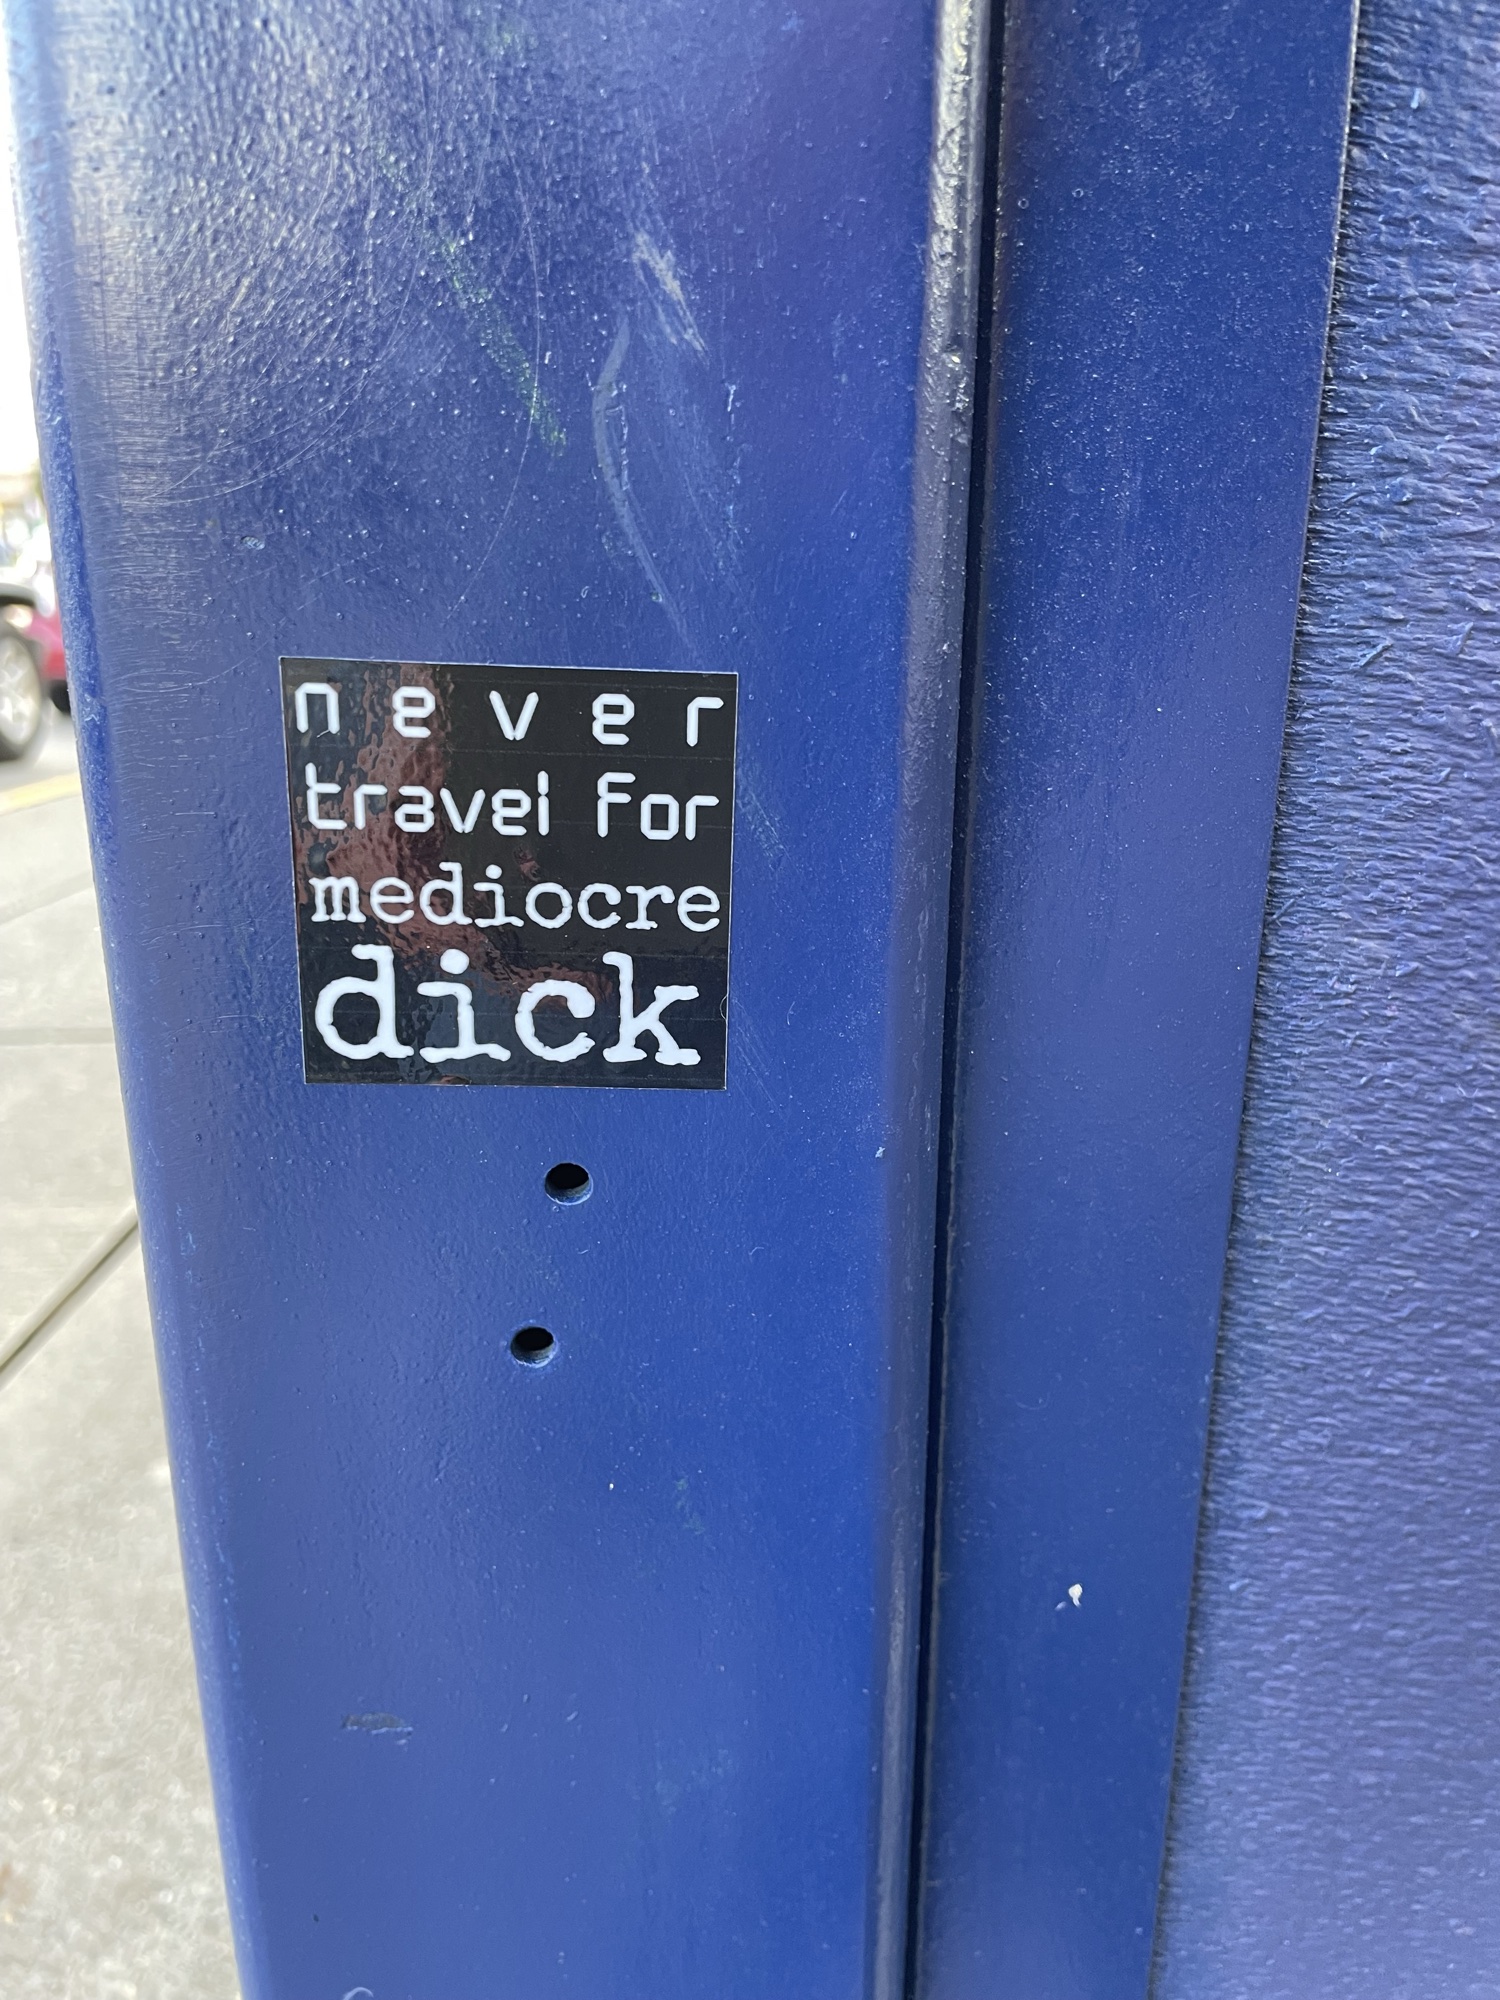 never
travel for
mediocre
dick